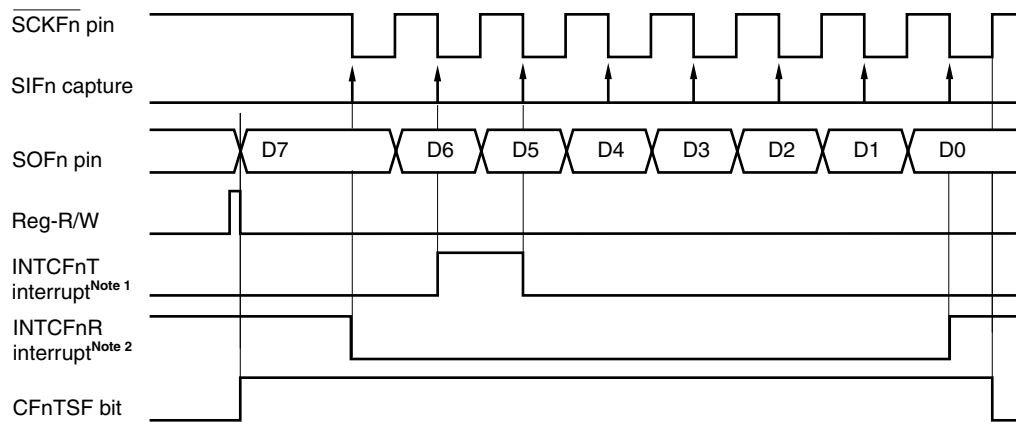 SCKFn pin
SIFn capture
SOFn pin
D7 D6 D5 D4 D3 D2 D1 D0
Reg-R/W
INTCFnT
interruptNote 1
INTCFnR
interruptNote 2
CFnTSF bit